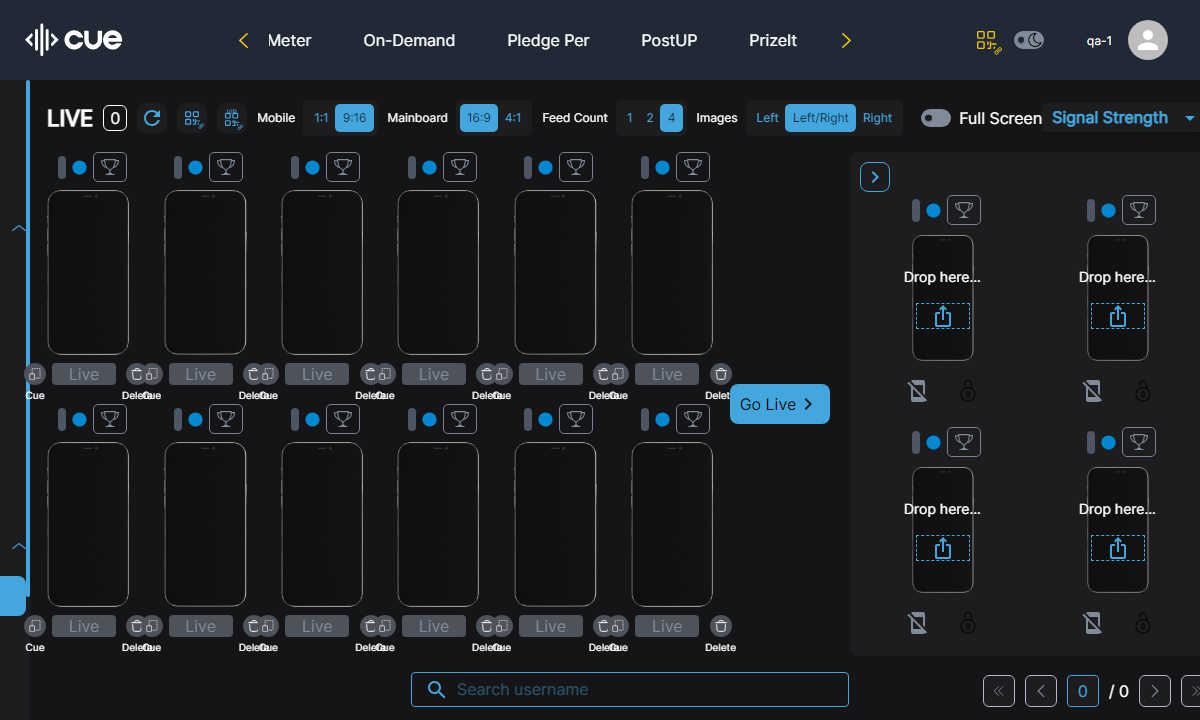 cue Meter On-Demand Pledge Per PostUP PrizeIt qa-1
LIVE 0 Mobile 1:1 9:16 Mainboard 16:9 4:1 Feed Count 1 2 4 Images Left Left/Right Right Full Screen Signal Strength
Drop here... Drop here...
Live Live Live Live Live Live
Cue Delete Cue Delete Cue Delete Cue Delete Cue Delete Cue Delet
Go Live
Drop here... Drop here...
Live Live Live Live Live Live
Cue Delete Cue Delete Cue Delete Cue Delete Cue Delete Cue Delete
Search username 0 / 0